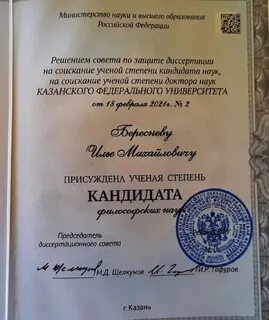 Министерство науки и высшего образования
Российской Федерации
Решением совета по защите диссертации
на соискание ученой степени кандидата наук,
на соискание ученой степени доктора наук
КАЗАНСКОГО ФЕДЕРАЛЬНОГО УНИВЕРСИТЕТА
от 18 февраля 2021г. № 2
Бересневу
Илье Михайловичу
ПРИСУЖДЕНА УЧЕНАЯ СТЕПЕНЬ
КАНДИДАТА
философских наук
Председатель
диссертационного совета
М.Д. Щелкунов
И.Р. Гафуров
г. Казань